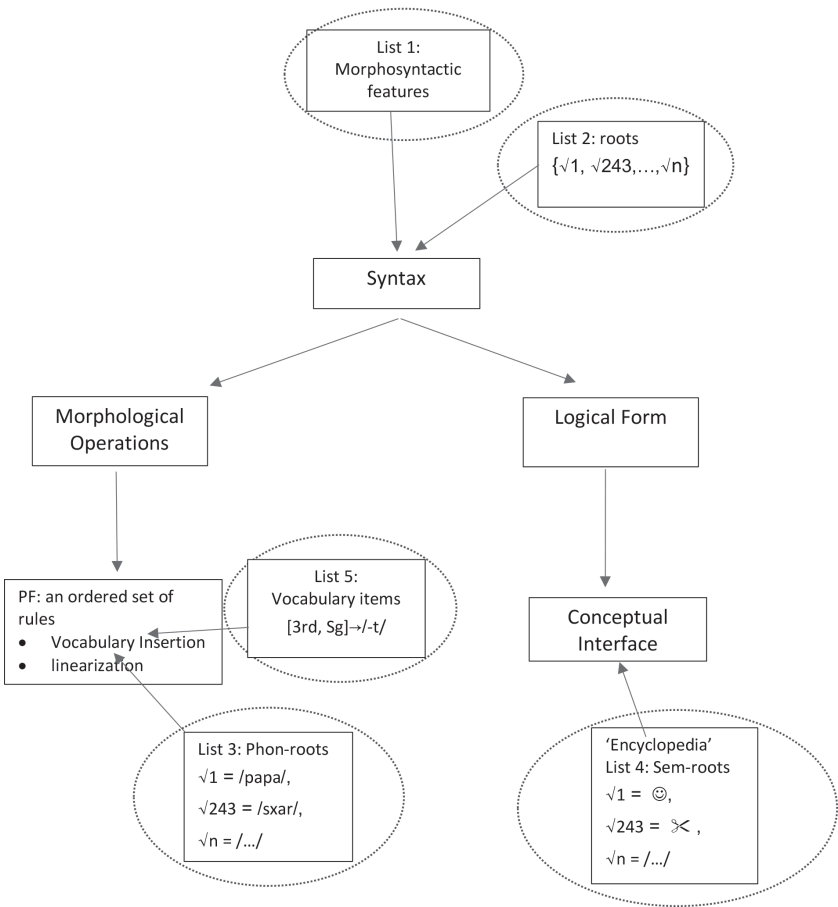 List 1:
Morphosyntactic
features
List 2: roots
{√1, √243,...,√n}
Syntax
Morphological
Operations
Logical Form
PF: an ordered set of
rules
• Vocabulary Insertion
• linearization
List 5:
Vocabulary items
[3rd, Sg]→/-t/
Conceptual
Interface
List 3: Phon-roots
√1 = /papa/,
√243 = /sxar/,
√n = /.../
'Encyclopedia'
List 4: Sem-roots
√1 = ☺,
√243 = ✂ ,
√n = /.../